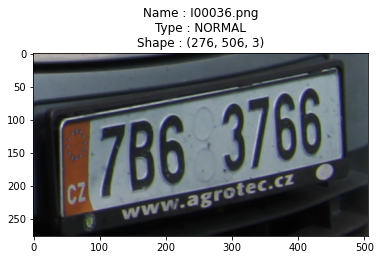 Name : I00036.png
Type : NORMAL
Shape : (276, 506, 3)
0
50
100
150
200
250
CZ 7B6 3766
www.agrotec.cz
0 100 200 300 400 500